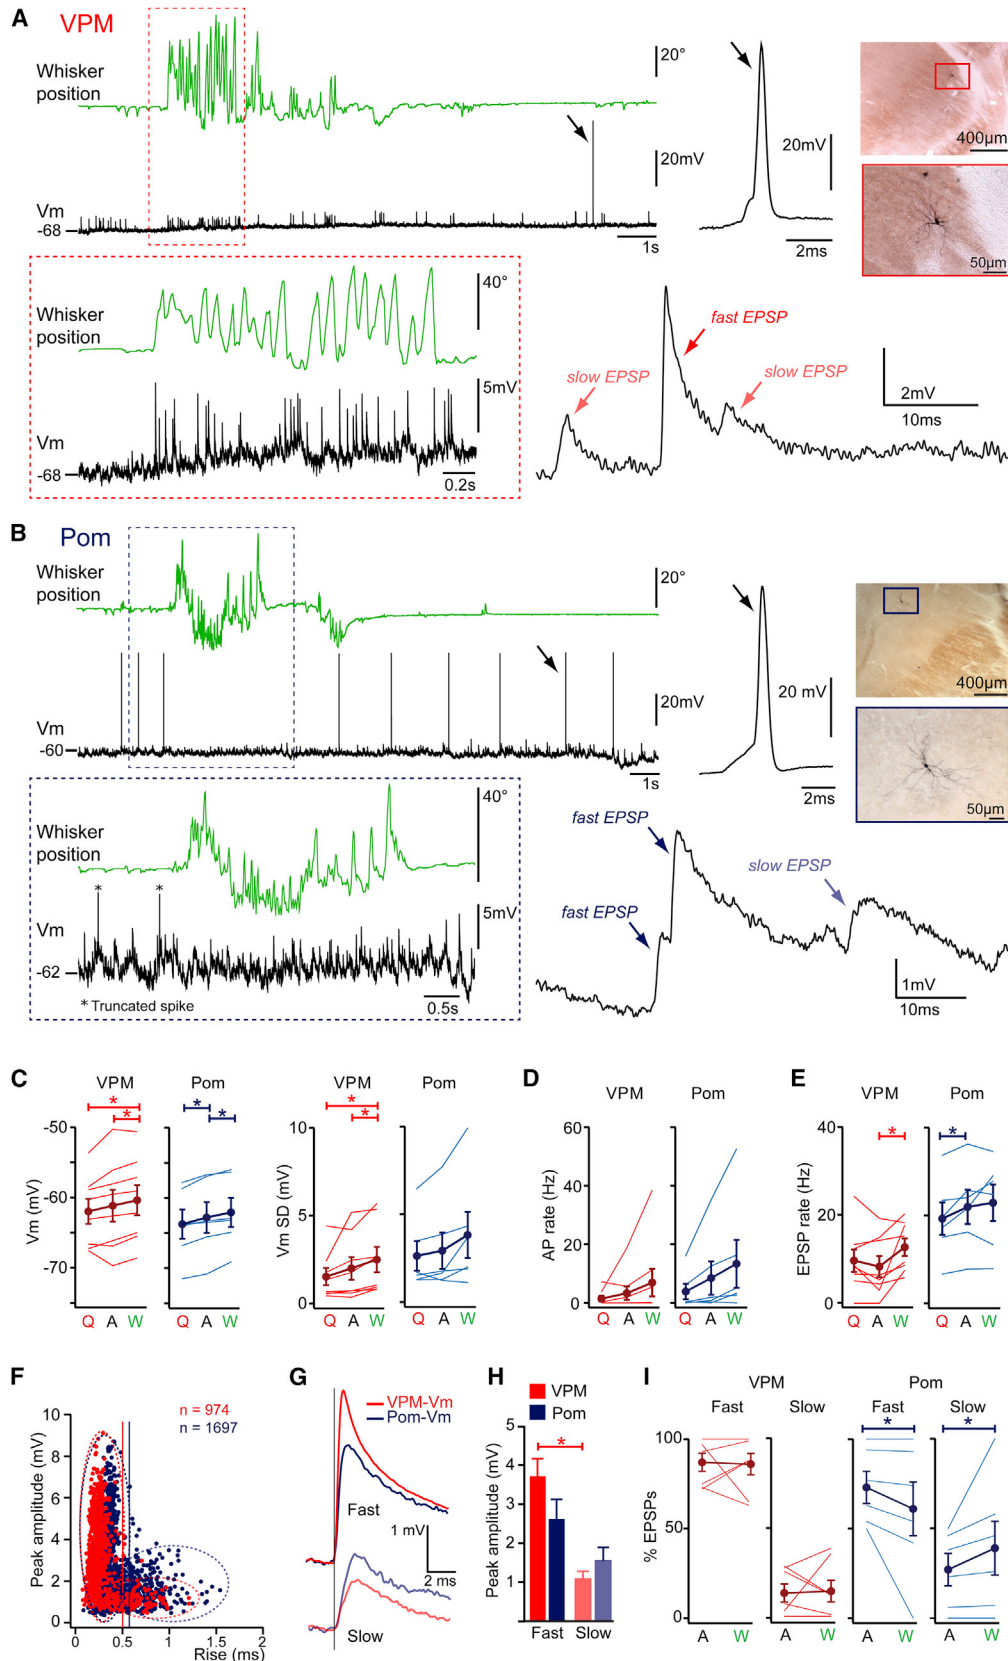 A
VPM
Whisker
position
20°
20mV
Vm
-68
1s
20mV
2ms
400µm
50µm
Whisker
position
40°
5mV
Vm
-68
0.2s
slow EPSP
fast EPSP
slow EPSP
2mV
10ms
B
Pom
Whisker
position
20°
20mV
Vm
-60
1s
20 mV
2ms
400µm
50µm
Whisker
position
40°
5mV
Vm
-62
* *
* Truncated spike
0.5s
fast EPSP
fast EPSP
slow EPSP
1mV
10ms
C
VPM
Pom
* * * *
Vm (mV)
-50
-60
-70
Q A W
Q A W
VPM
Pom
* *
Vm SD (mV)
10
5
0
Q A W
Q A W
D
VPM
Pom
AP rate (Hz)
60
40
20
0
Q A W
Q A W
E
VPM
Pom
* *
EPSP rate (Hz)
40
20
0
Q A W
Q A W
F
n = 974
n = 1697
Peak amplitude (mV)
10
8
6
4
2
0
0 0.5 1 1.5 2
Rise (ms)
G
VPM-Vm
Pom-Vm
Fast
1 mV
2 ms
Slow
H
VPM
Pom
*
Peak amplitude (mV)
5
4
3
2
1
Fast Slow
I
VPM
Pom
Fast Slow Fast Slow
* *
% EPSPs
100
50
0
A W
A W
A W
A W